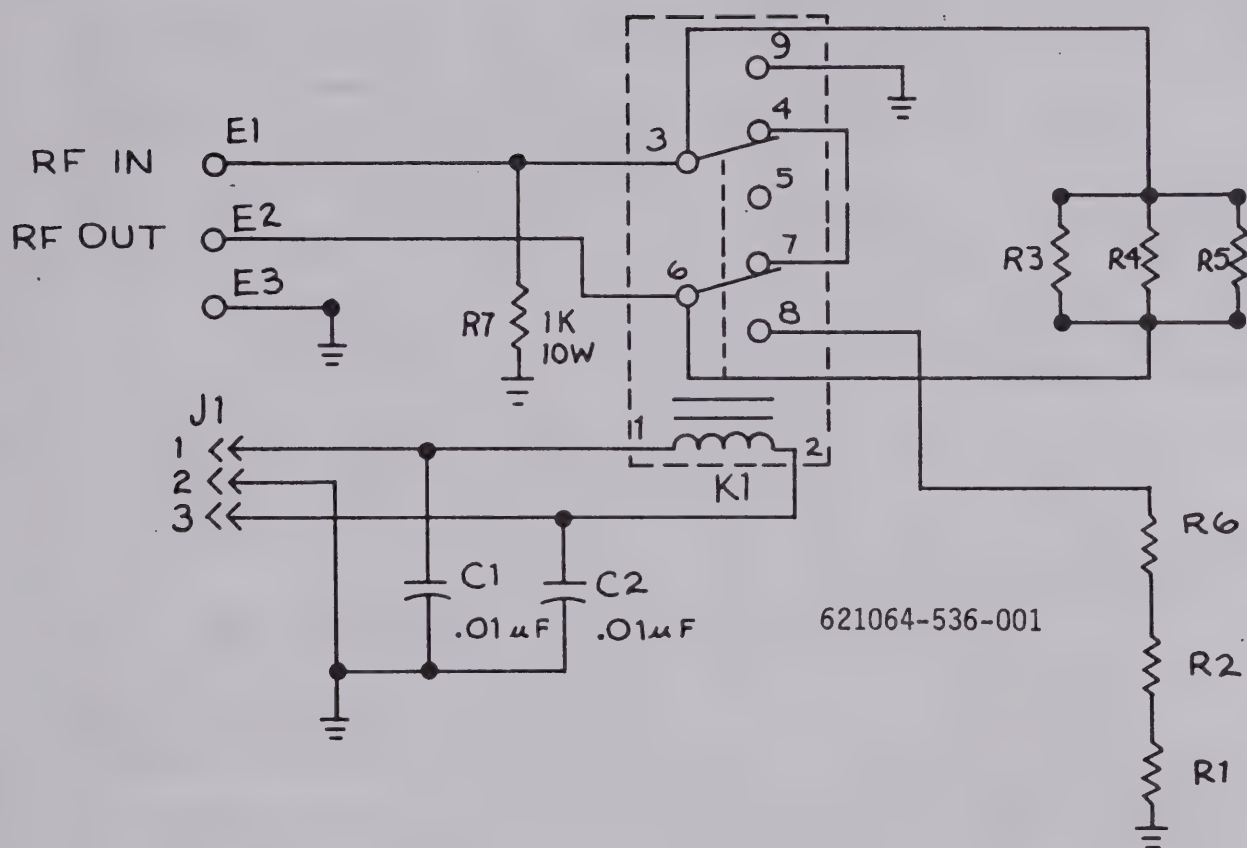 RF IN
E1
RF OUT
E2
E3
R7
1K
10W
3
9
4
5
7
6
8
R3
R4
R5
J1
1
2
3
1
2
K1
C1
.01μF
C2
.01μF
621064-536-001
R6
R2
R1